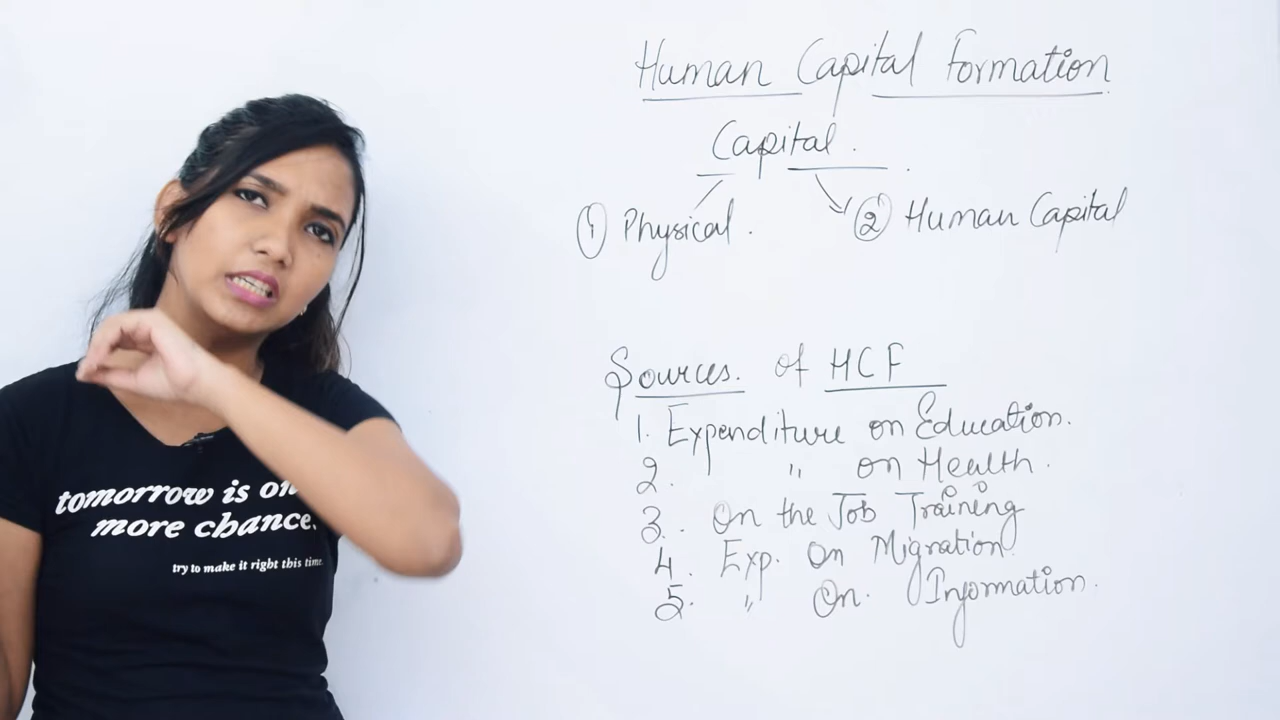 Human Capital Formation
Capital.
① Physical. ② Human Capital
Sources. of HCF
1. Expenditure on Education.
2. " on Health.
3. On the Job Training
4. Exp. On Migration.
5. " On. Information.
tomorrow is
more chance.
try to make it right this time.